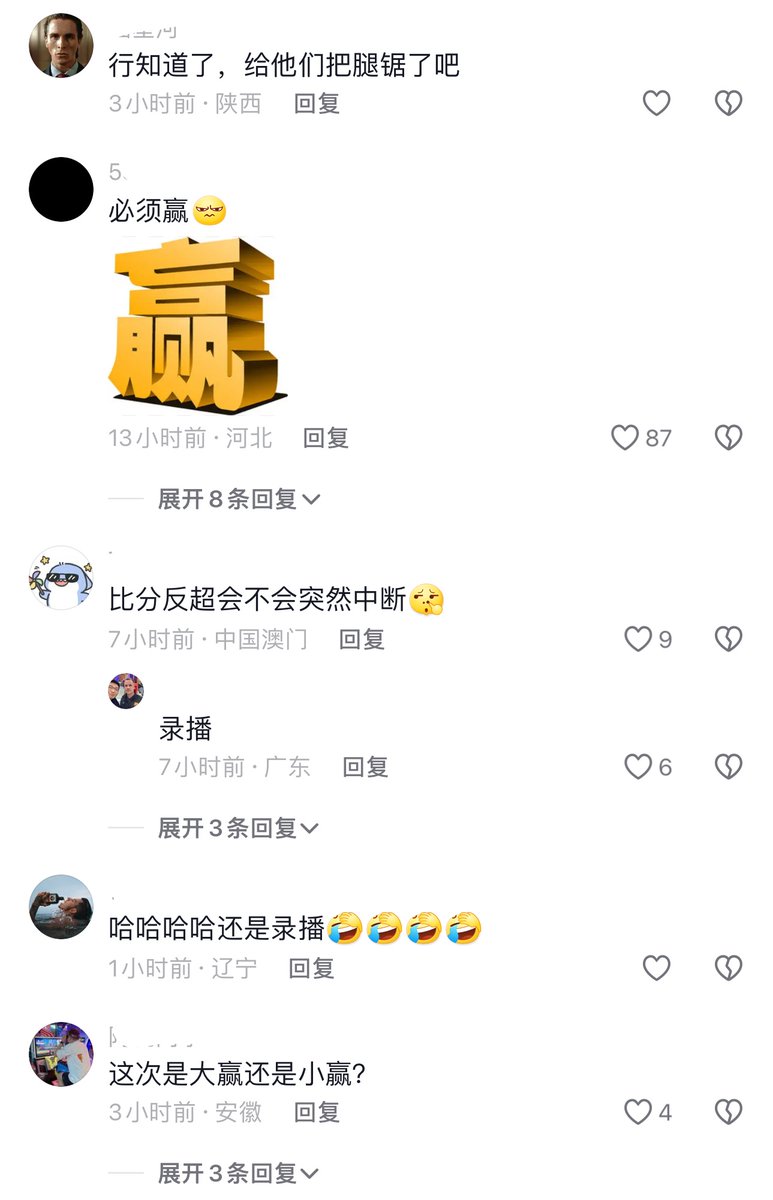 行知道了，给他们把腿锯了吧
3小时前·陕西 回复
5
必须赢
赢
13小时前·河北 回复 87
展开8条回复
比分反超会不会突然中断
7小时前·中国澳门 回复 9
录播
7小时前·广东 回复 6
展开3条回复
哈哈哈哈还是录播
1小时前·辽宁 回复
这次是大赢还是小赢?
3小时前·安徽 回复 4
展开3条回复